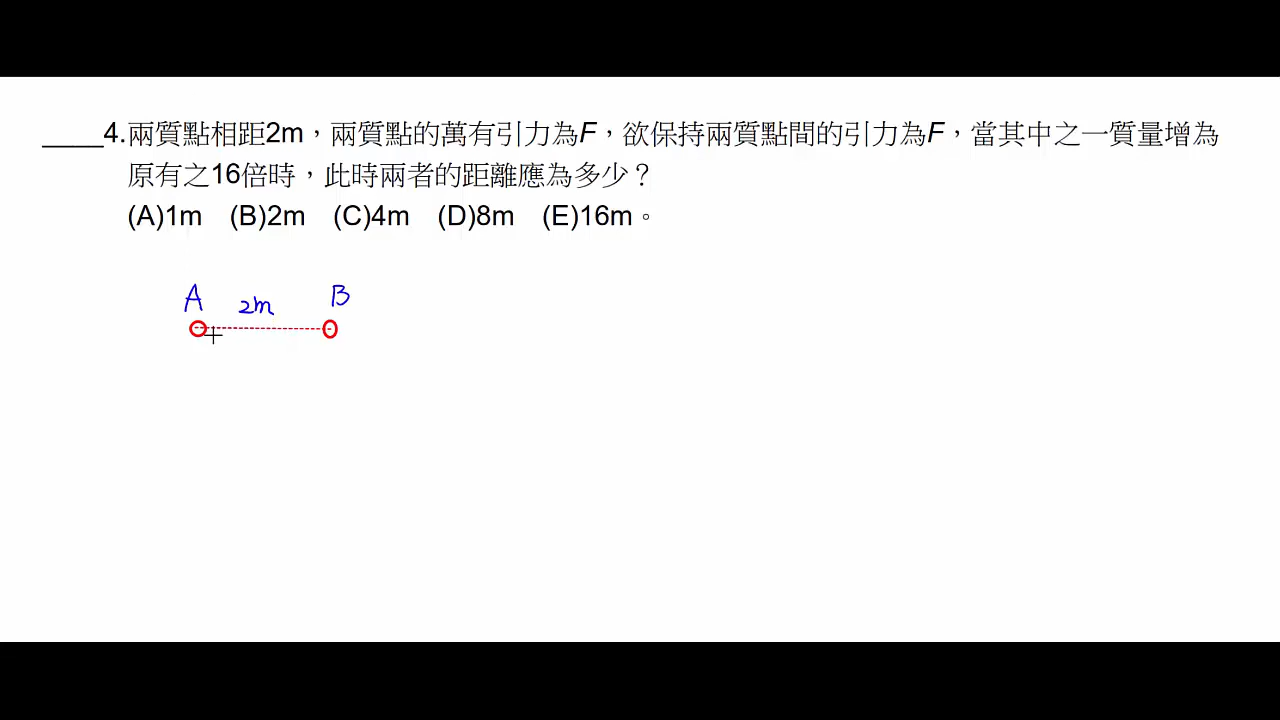 ____4.兩質點相距2m，兩質點的萬有引力為F，欲保持兩質點間的引力為F，當其中之一質量增為
原有之16倍時，此時兩者的距離應為多少？
(A)1m (B)2m (C)4m (D)8m (E)16m。
A 2m B